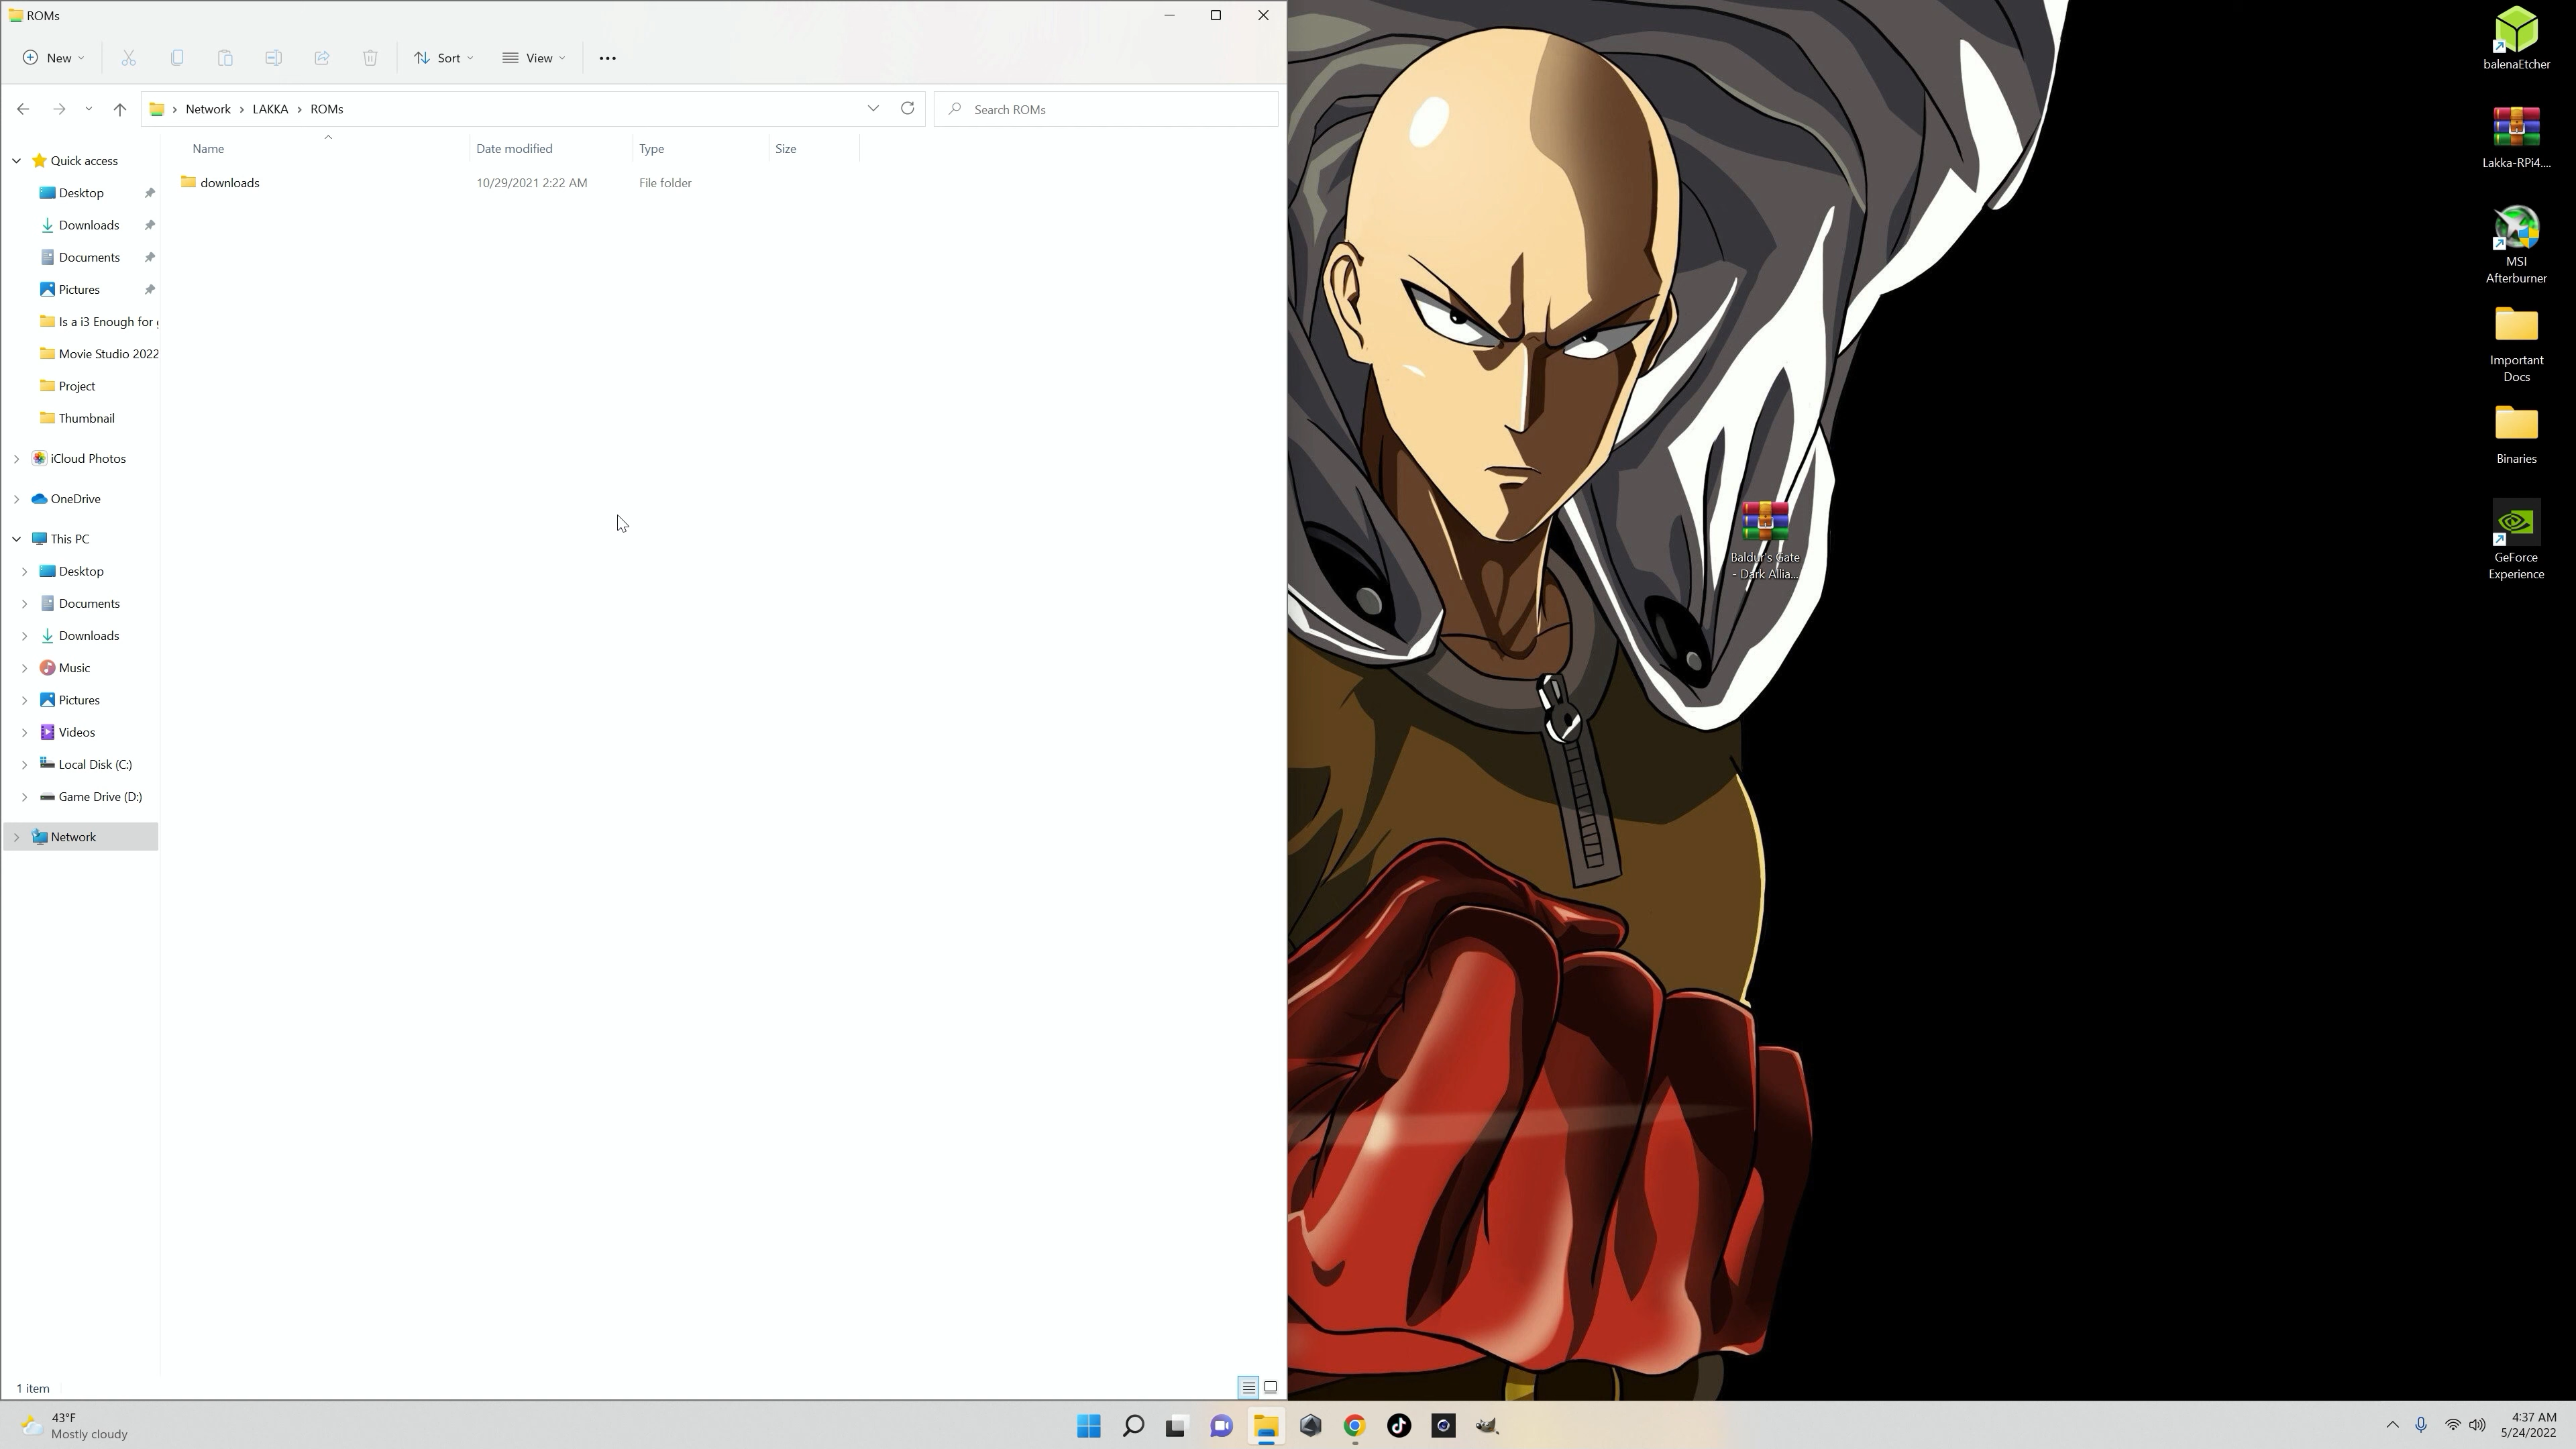 ROMs
New
Sort
View
Network
LAKKA
ROMs
Search ROMs
Name
Date modified
Type
Size
downloads
10/29/2021 2:22 AM
File folder
Quick access
Desktop
Downloads
Documents
Pictures
Is a i3 Enough for
Movie Studio 2022
Project
Thumbnail
iCloud Photos
OneDrive
This PC
Desktop
Documents
Downloads
Music
Pictures
Videos
Local Disk (C:)
Game Drive (D:)
Network
1 item
balenaEtcher
Lakka-RPi4....
MSI
Afterburner
Important
Docs
Binaries
GeForce
Experience
Baldur's Gate
- Dark Allia...
43°F
Mostly cloudy
4:37 AM
5/24/2022